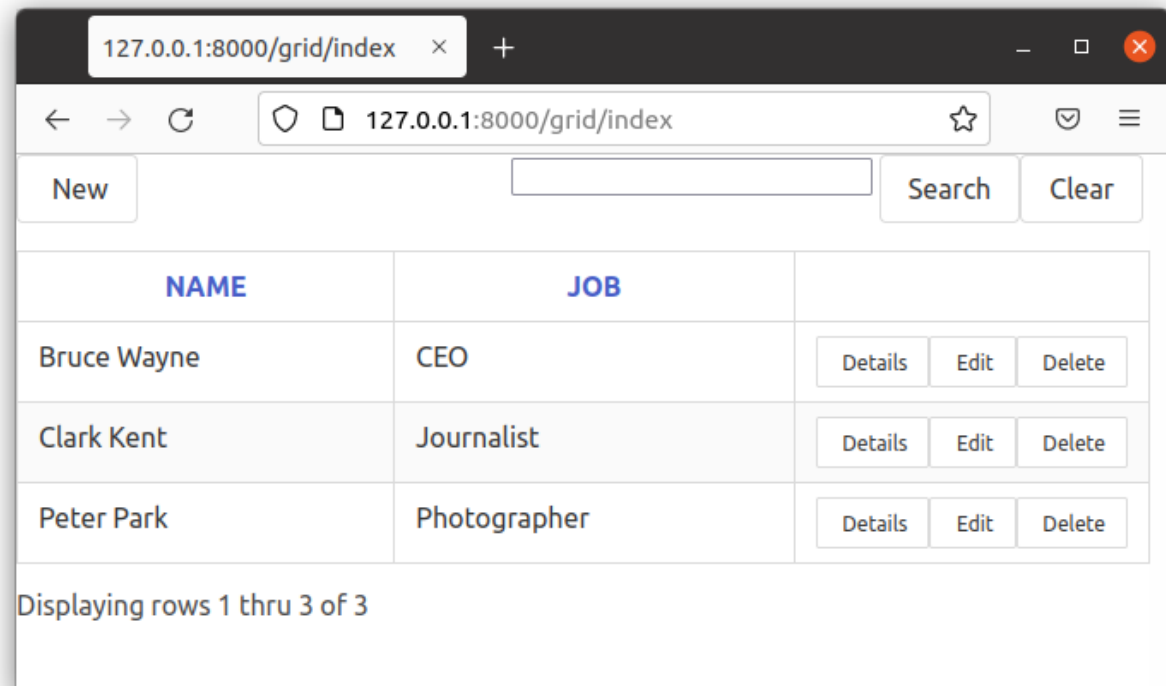 127.0.0.1:8000/grid/index
127.0.0.1:8000/grid/index
New Search Clear
NAME JOB
Bruce Wayne CEO Details Edit Delete
Clark Kent Journalist Details Edit Delete
Peter Park Photographer Details Edit Delete
Displaying rows 1 thru 3 of 3